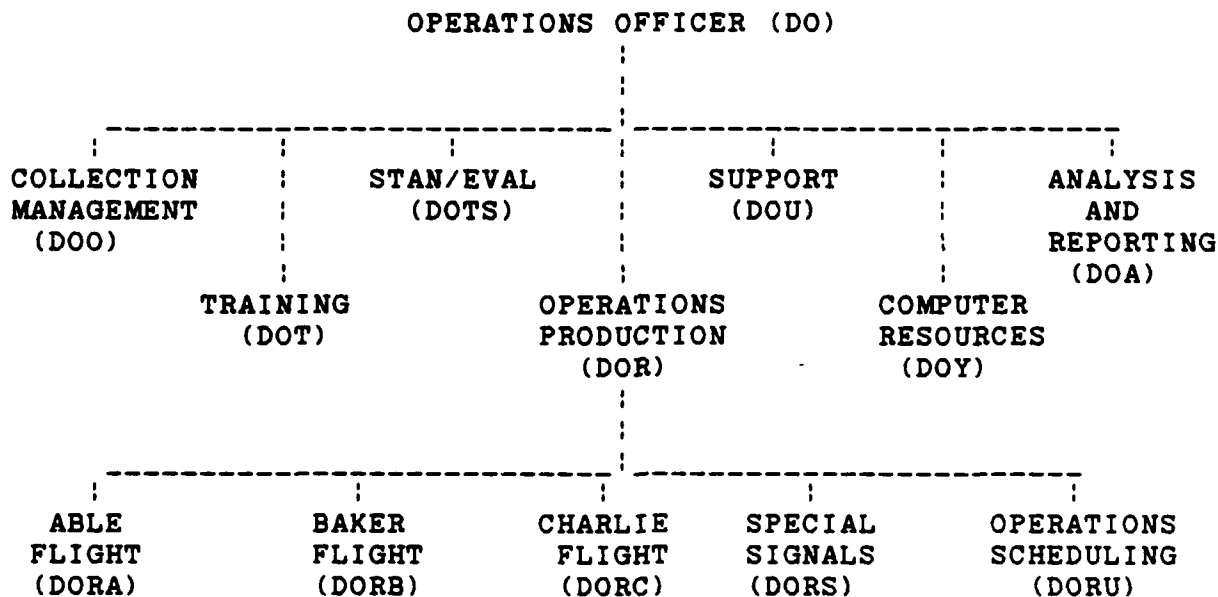 OPERATIONS OFFICER (DO)
COLLECTION
MANAGEMENT
(DOO)
STAN/EVAL
(DOTS)
SUPPORT
(DOU)
ANALYSIS
AND
REPORTING
(DOA)
TRAINING
(DOT)
OPERATIONS
PRODUCTION
(DOR)
COMPUTER
RESOURCES
(DOY)
ABLE
FLIGHT
(DORA)
BAKER
FLIGHT
(DORB)
CHARLIE
FLIGHT
(DORC)
SPECIAL
SIGNALS
(DORS)
OPERATIONS
SCHEDULING
(DORU)